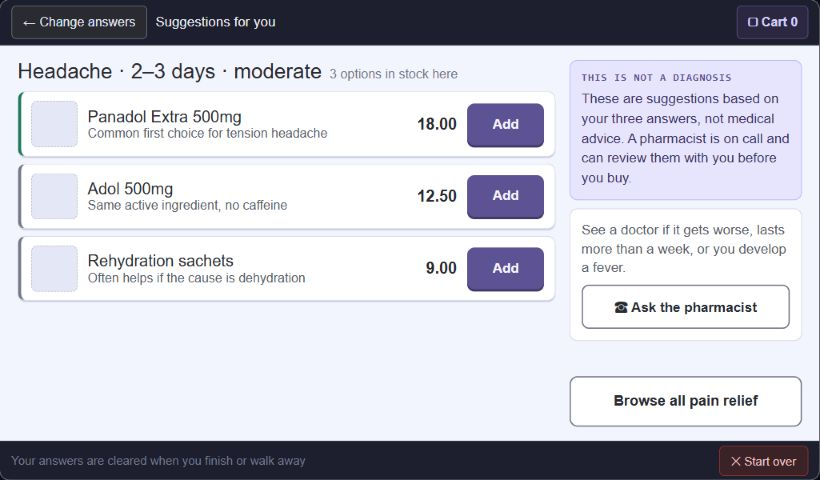 ← Change answers
Suggestions for you
Cart 0
Headache · 2–3 days · moderate
3 options in stock here
Panadol Extra 500mg
Common first choice for tension headache
18.00
Add
Adol 500mg
Same active ingredient, no caffeine
12.50
Add
Rehydration sachets
Often helps if the cause is dehydration
9.00
Add
THIS IS NOT A DIAGNOSIS
These are suggestions based on
your three answers, not medical
advice. A pharmacist is on call and
can review them with you before
you buy.
See a doctor if it gets worse, lasts
more than a week, or you develop
a fever.
☎ Ask the pharmacist
Browse all pain relief
Your answers are cleared when you finish or walk away
✕ Start over